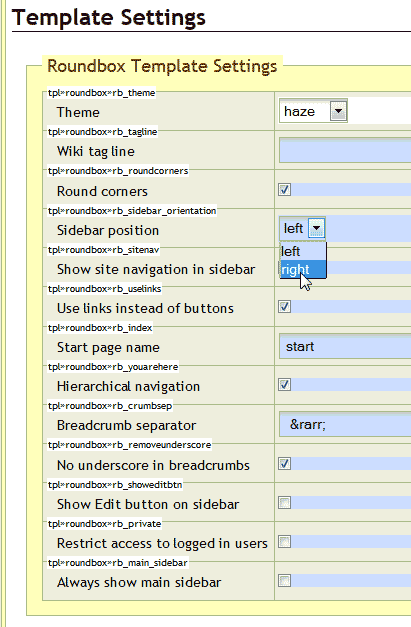 Template Settings
Roundbox Template Settings
tpl»roundbox»rb_theme
Theme
haze
tpl»roundbox»rb_tagline
Wiki tag line
tpl»roundbox»rb_roundcorners
Round corners
tpl»roundbox»rb_sidebar_orientation
Sidebar position
left
left
right
tpl»roundbox»rb_sitenav
Show site navigation in sidebar
tpl»roundbox»rb_uselinks
Use links instead of buttons
tpl»roundbox»rb_index
Start page name
start
tpl»roundbox»rb_youarehere
Hierarchical navigation
tpl»roundbox»rb_crumbsep
Breadcrumb separator
&rarr;
tpl»roundbox»rb_removeunderscore
No underscore in breadcrumbs
tpl»roundbox»rb_showeditbtn
Show Edit button on sidebar
tpl»roundbox»rb_private
Restrict access to logged in users
tpl»roundbox»rb_main_sidebar
Always show main sidebar